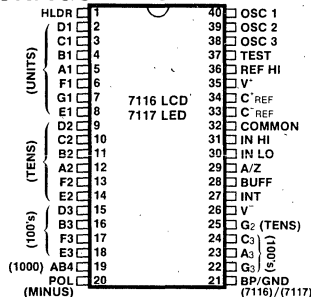 HLDR 1 40 OSC 1
D1 2 39 OSC 2
C1 3 38 OSC 3
B1 4 37 TEST
A1 5 36 REF HI
F1 6 35 V+
G1 7 34 C+REF
E1 8 33 C-REF
D2 9 32 COMMON
C2 10 31 IN HI
B2 11 30 IN LO
A2 12 29 A/Z
F2 13 28 BUFF
E2 14 27 INT
D3 15 26 V-
B3 16 25 G2 (TENS)
F3 17 24 C3
E3 18 23 A3
(1000) AB4 19 22 G3
POL 20 21 BP/GND
(MINUS) (7116)/(7117)
(UNITS)
(TENS)
(100's)
7116 LCD
7117 LED
(100's)